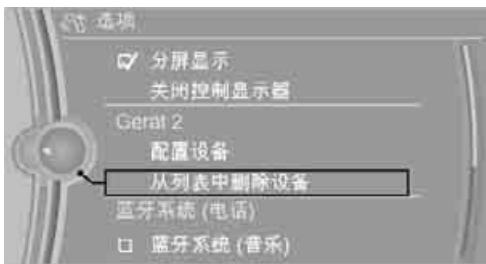 选项
分屏显示
关闭控制显示器
Gerät 2
配置设备
从列表中删除设备
蓝牙系统 (电话)
蓝牙系统 (音乐)